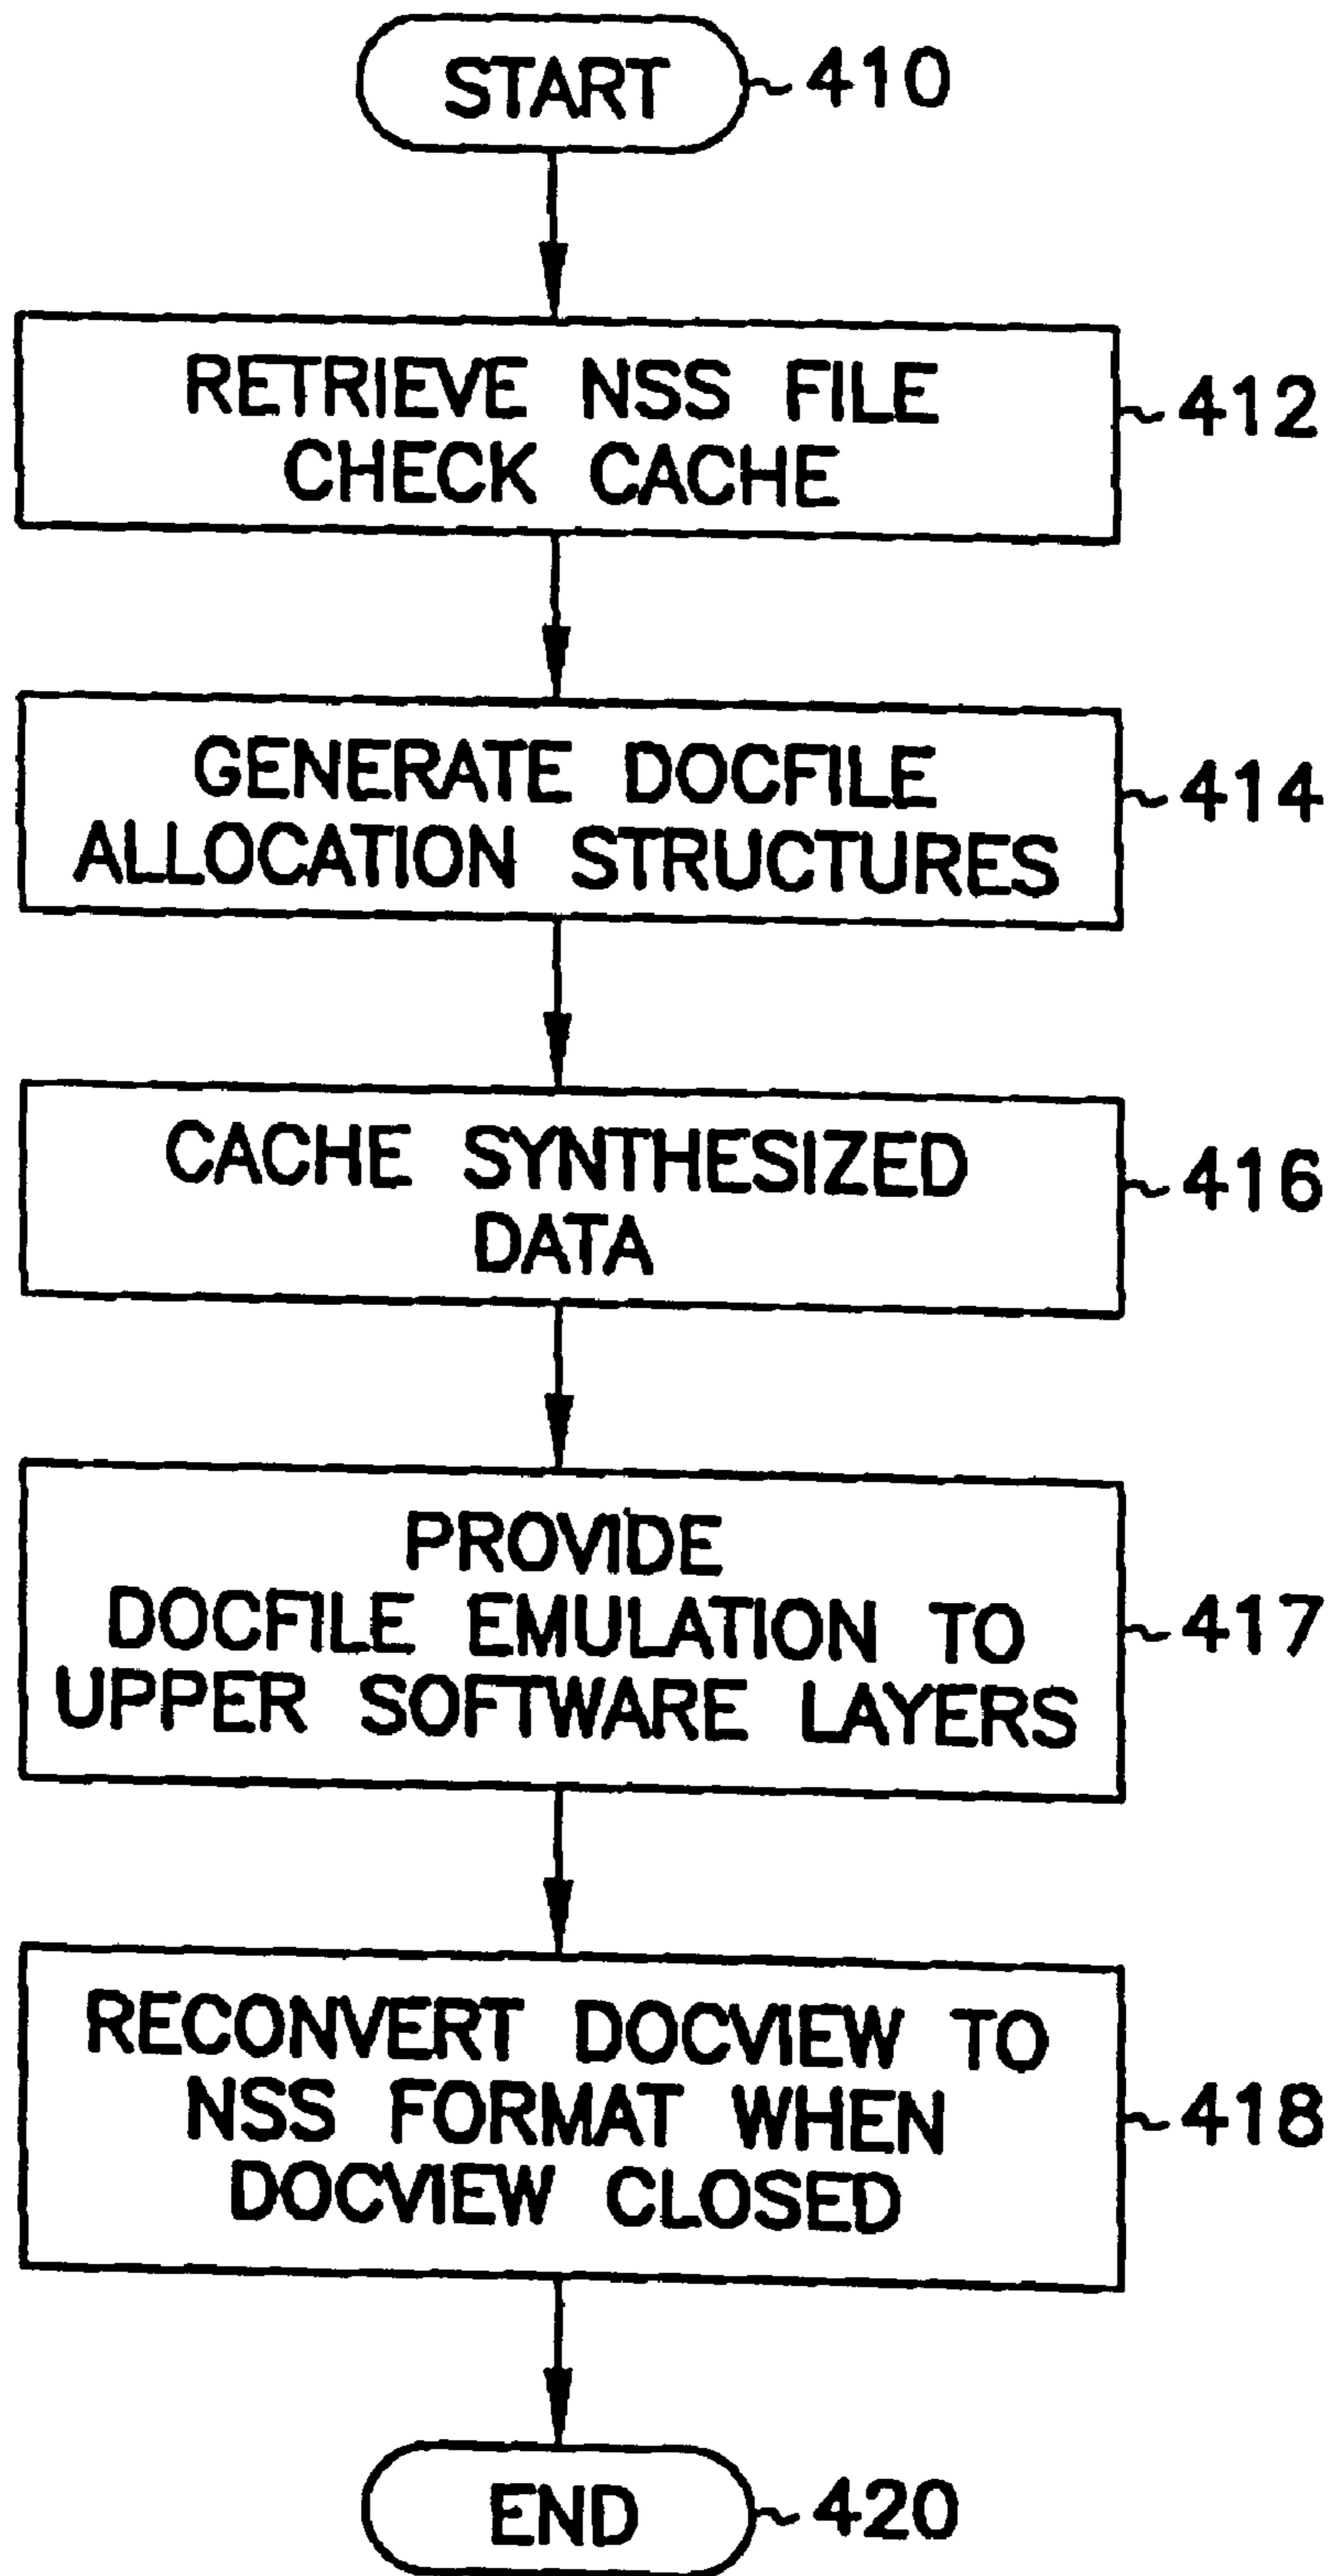 START 410
RETRIEVE NSS FILE
CHECK CACHE
412
GENERATE DOCFILE
ALLOCATION STRUCTURES
414
CACHE SYNTHESIZED
DATA
416
PROVIDE
DOCFILE EMULATION TO
UPPER SOFTWARE LAYERS
417
RECONVERT DOCVIEW TO
NSS FORMAT WHEN
DOCVIEW CLOSED
418
END 420